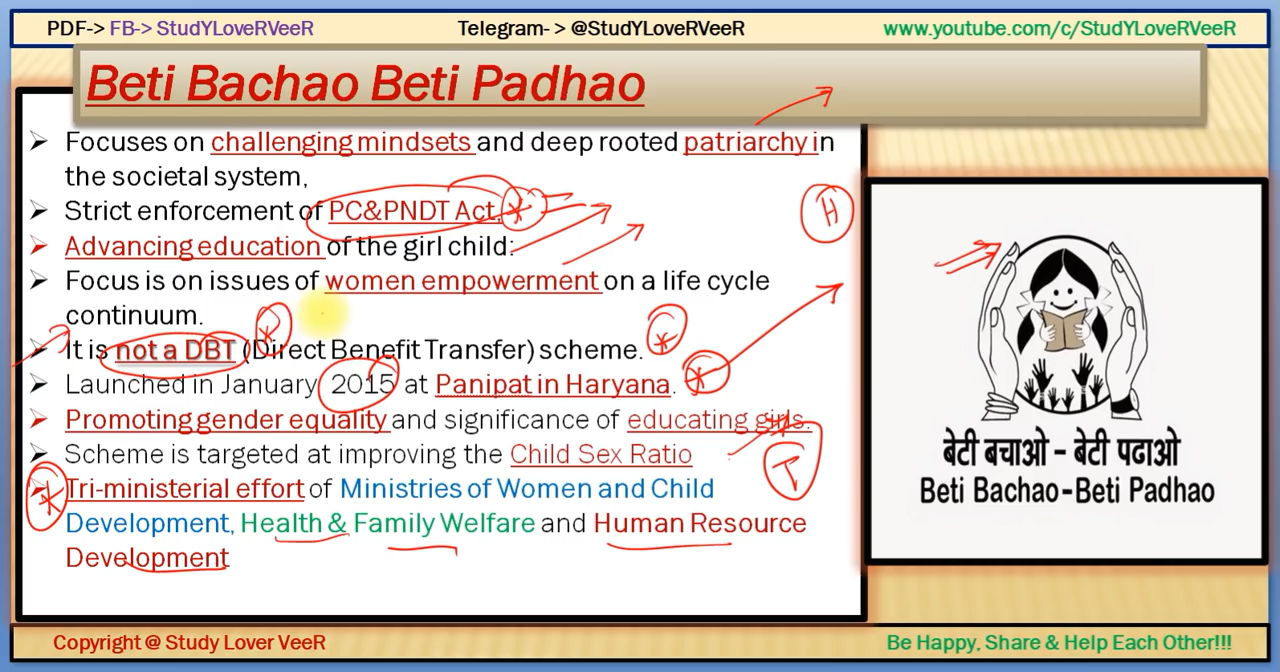 PDF-> FB-> StudYLoveRVeeR
Telegram- > @StudYLoveRVeeR
www.youtube.com/c/StudYLoveRVeeR
Beti Bachao Beti Padhao
Focuses on challenging mindsets and deep rooted patriarchy in
the societal system,
Strict enforcement of PC&PNDT Act,
Advancing education of the girl child:
Focus is on issues of women empowerment on a life cycle
continuum.
It is not a DBT (Direct Benefit Transfer) scheme.
Launched in January 2015 at Panipat in Haryana.
Promoting gender equality and significance of educating girls.
Scheme is targeted at improving the Child Sex Ratio
Tri-ministerial effort of Ministries of Women and Child
Development, Health & Family Welfare and Human Resource
Development
H
T
बेटी बचाओ – बेटी पढाओ
Beti Bachao-Beti Padhao
Copyright @ Study Lover VeeR
Be Happy, Share & Help Each Other!!!